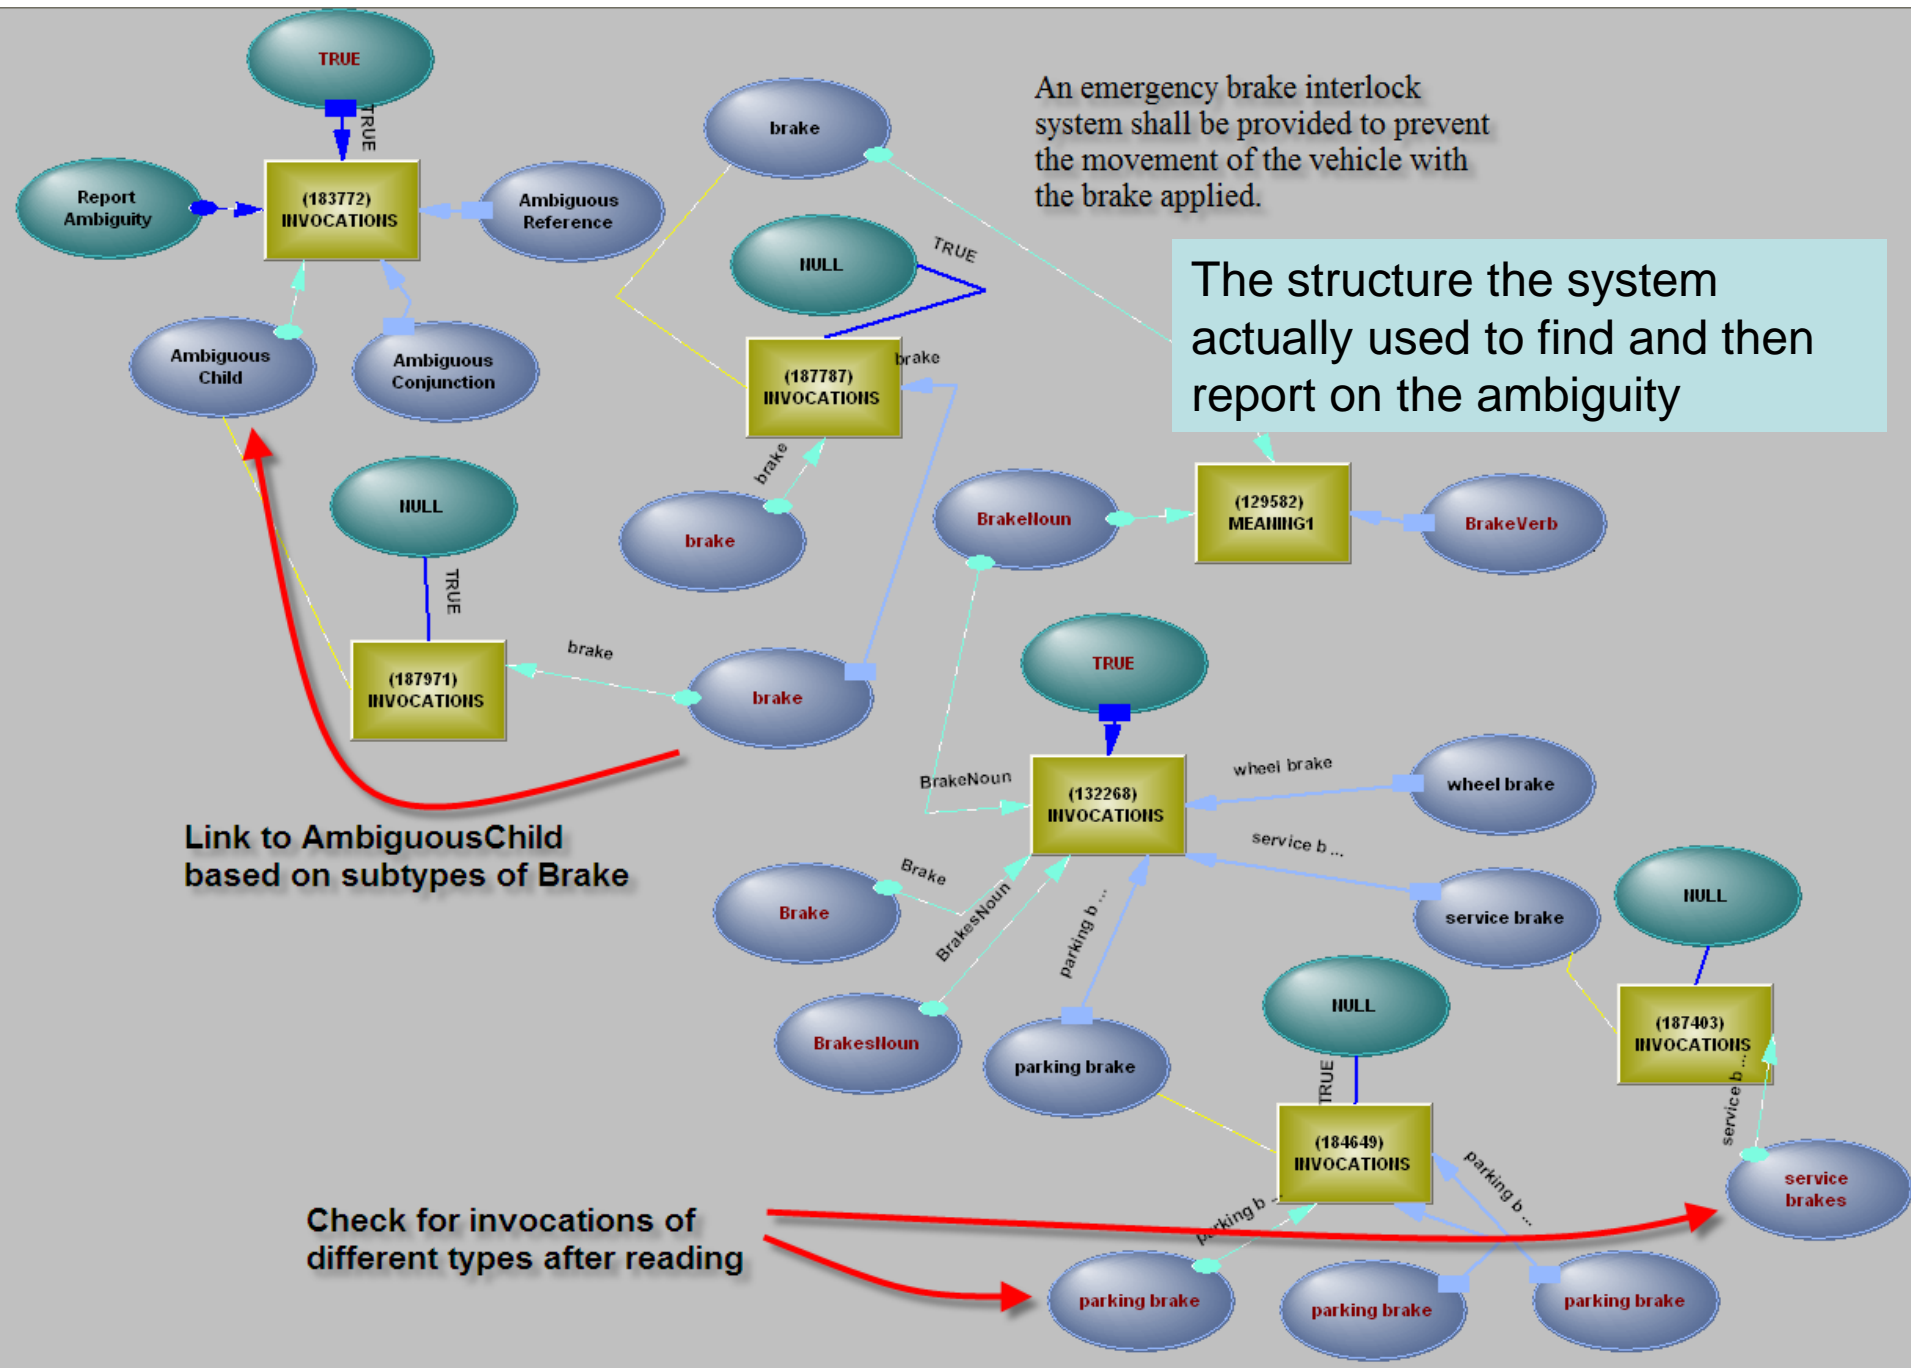 TRUE
TRUE
Report
Ambiguity
(183772)
INVOCATIONS
Ambiguous
Reference
Ambiguous
Child
Ambiguous
Conjunction
brake
An emergency brake interlock
system shall be provided to prevent
the movement of the vehicle with
the brake applied.
The structure the system
actually used to find and then
report on the ambiguity
NULL
TRUE
(187787)
INVOCATIONS
brake
brake
brake
NULL
TRUE
(187971)
INVOCATIONS
brake
brake
BrakeNoun
(129582)
MEANING1
BrakeVerb
TRUE
BrakeNoun
(132268)
INVOCATIONS
wheel brake
wheel brake
service b ...
service brake
Link to AmbiguousChild
based on subtypes of Brake
Brake
Brake
BrakesNoun
BrakesNoun
parking b ...
parking brake
NULL
(187403)
INVOCATIONS
service b ...
service
brakes
NULL
TRUE
(184649)
INVOCATIONS
parking b ...
parking b ...
Check for invocations of
different types after reading
parking brake
parking brake
parking brake